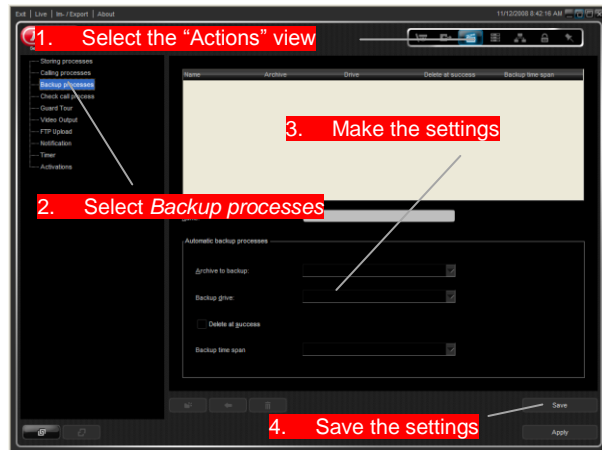 Exit | Live | Im- / Export | About
11/12/2008 8:42:16 AM
1. Select the “Actions” view
Storing processes
Calling processes
Backup processes
Check call process
Guard Tour
Video Output
FTP Upload
Notification
Timer
Activations
Name Archive Drive Delete at success Backup time span
3. Make the settings
2. Select Backup processes
Automatic backup processes
Archive to backup:
Backup drive:
Delete at success
Backup time span
Save
4. Save the settings
Apply